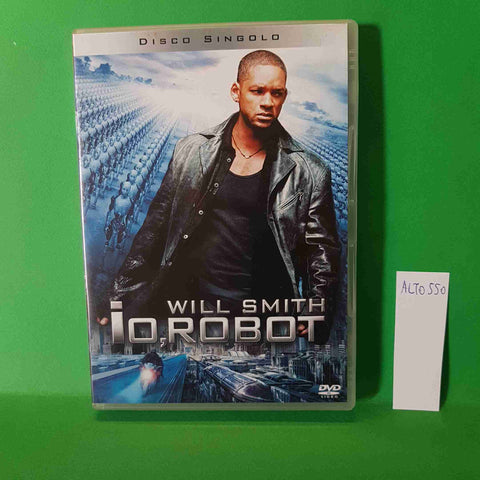 DISCO SINGOLO
WILL SMITH
iO ROBOT
DVD
VIDEO
ALTO 550